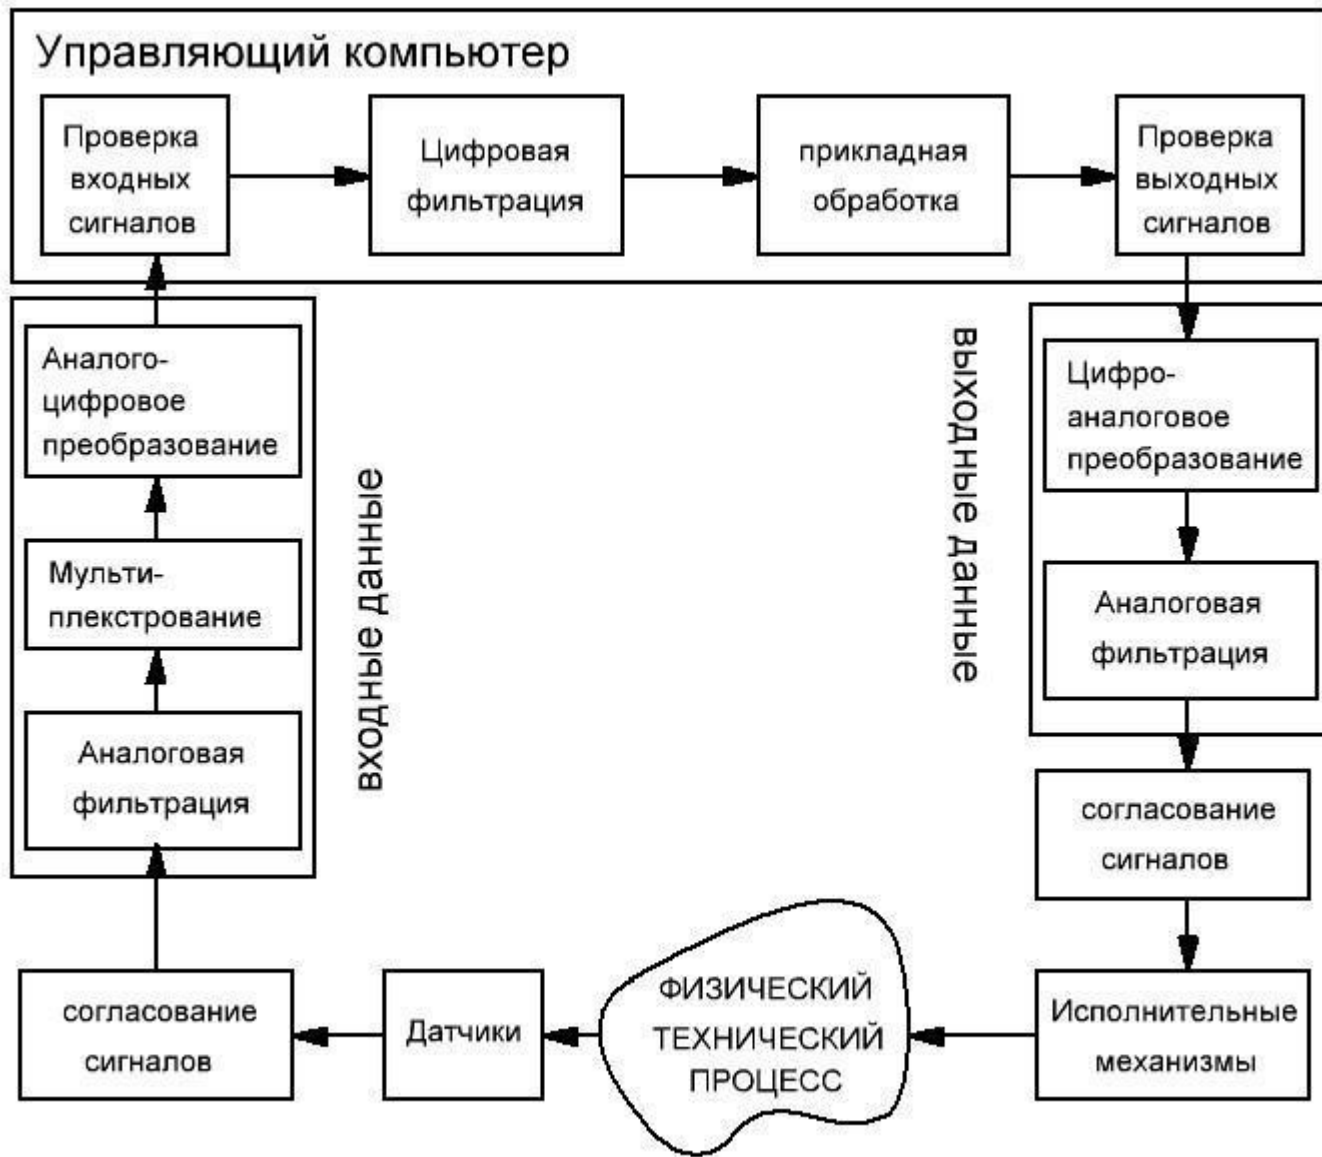 Управляющий компьютер
Проверка
входных
сигналов
Цифровая
фильтрация
прикладная
обработка
Проверка
выходных
сигналов
Аналого-
цифровое
преобразование
Мульти-
плекстрование
Аналоговая
фильтрация
входные данные
выходные данные
Цифро-
аналоговое
преобразование
Аналоговая
фильтрация
согласование
сигналов
Исполнительные
механизмы
ФИЗИЧЕСКИЙ
ТЕХНИЧЕСКИЙ
ПРОЦЕСС
Датчики
согласование
сигналов